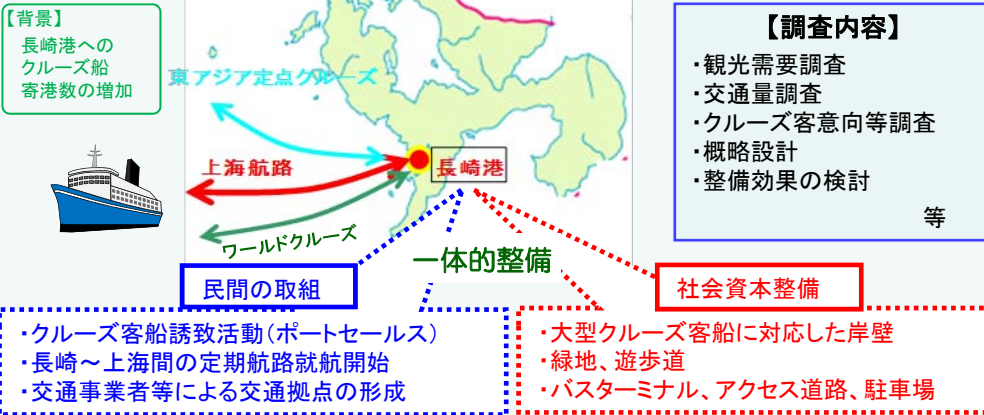 【背景】
長崎港への
クルーズ船
寄港数の増加
東アジア定点クルーズ
上海航路
長崎港
ワールドクルーズ
一体的整備
【調査内容】
・観光需要調査
・交通量調査
・クルーズ客意向等調査
・概略設計
・整備効果の検討
等
民間の取組
・クルーズ客船誘致活動(ポートセールス)
・長崎~上海間の定期航路就航開始
・交通事業者等による交通拠点の形成
社会資本整備
・大型クルーズ客船に対応した岸壁
・緑地、遊歩道
・バスターミナル、アクセス道路、駐車場